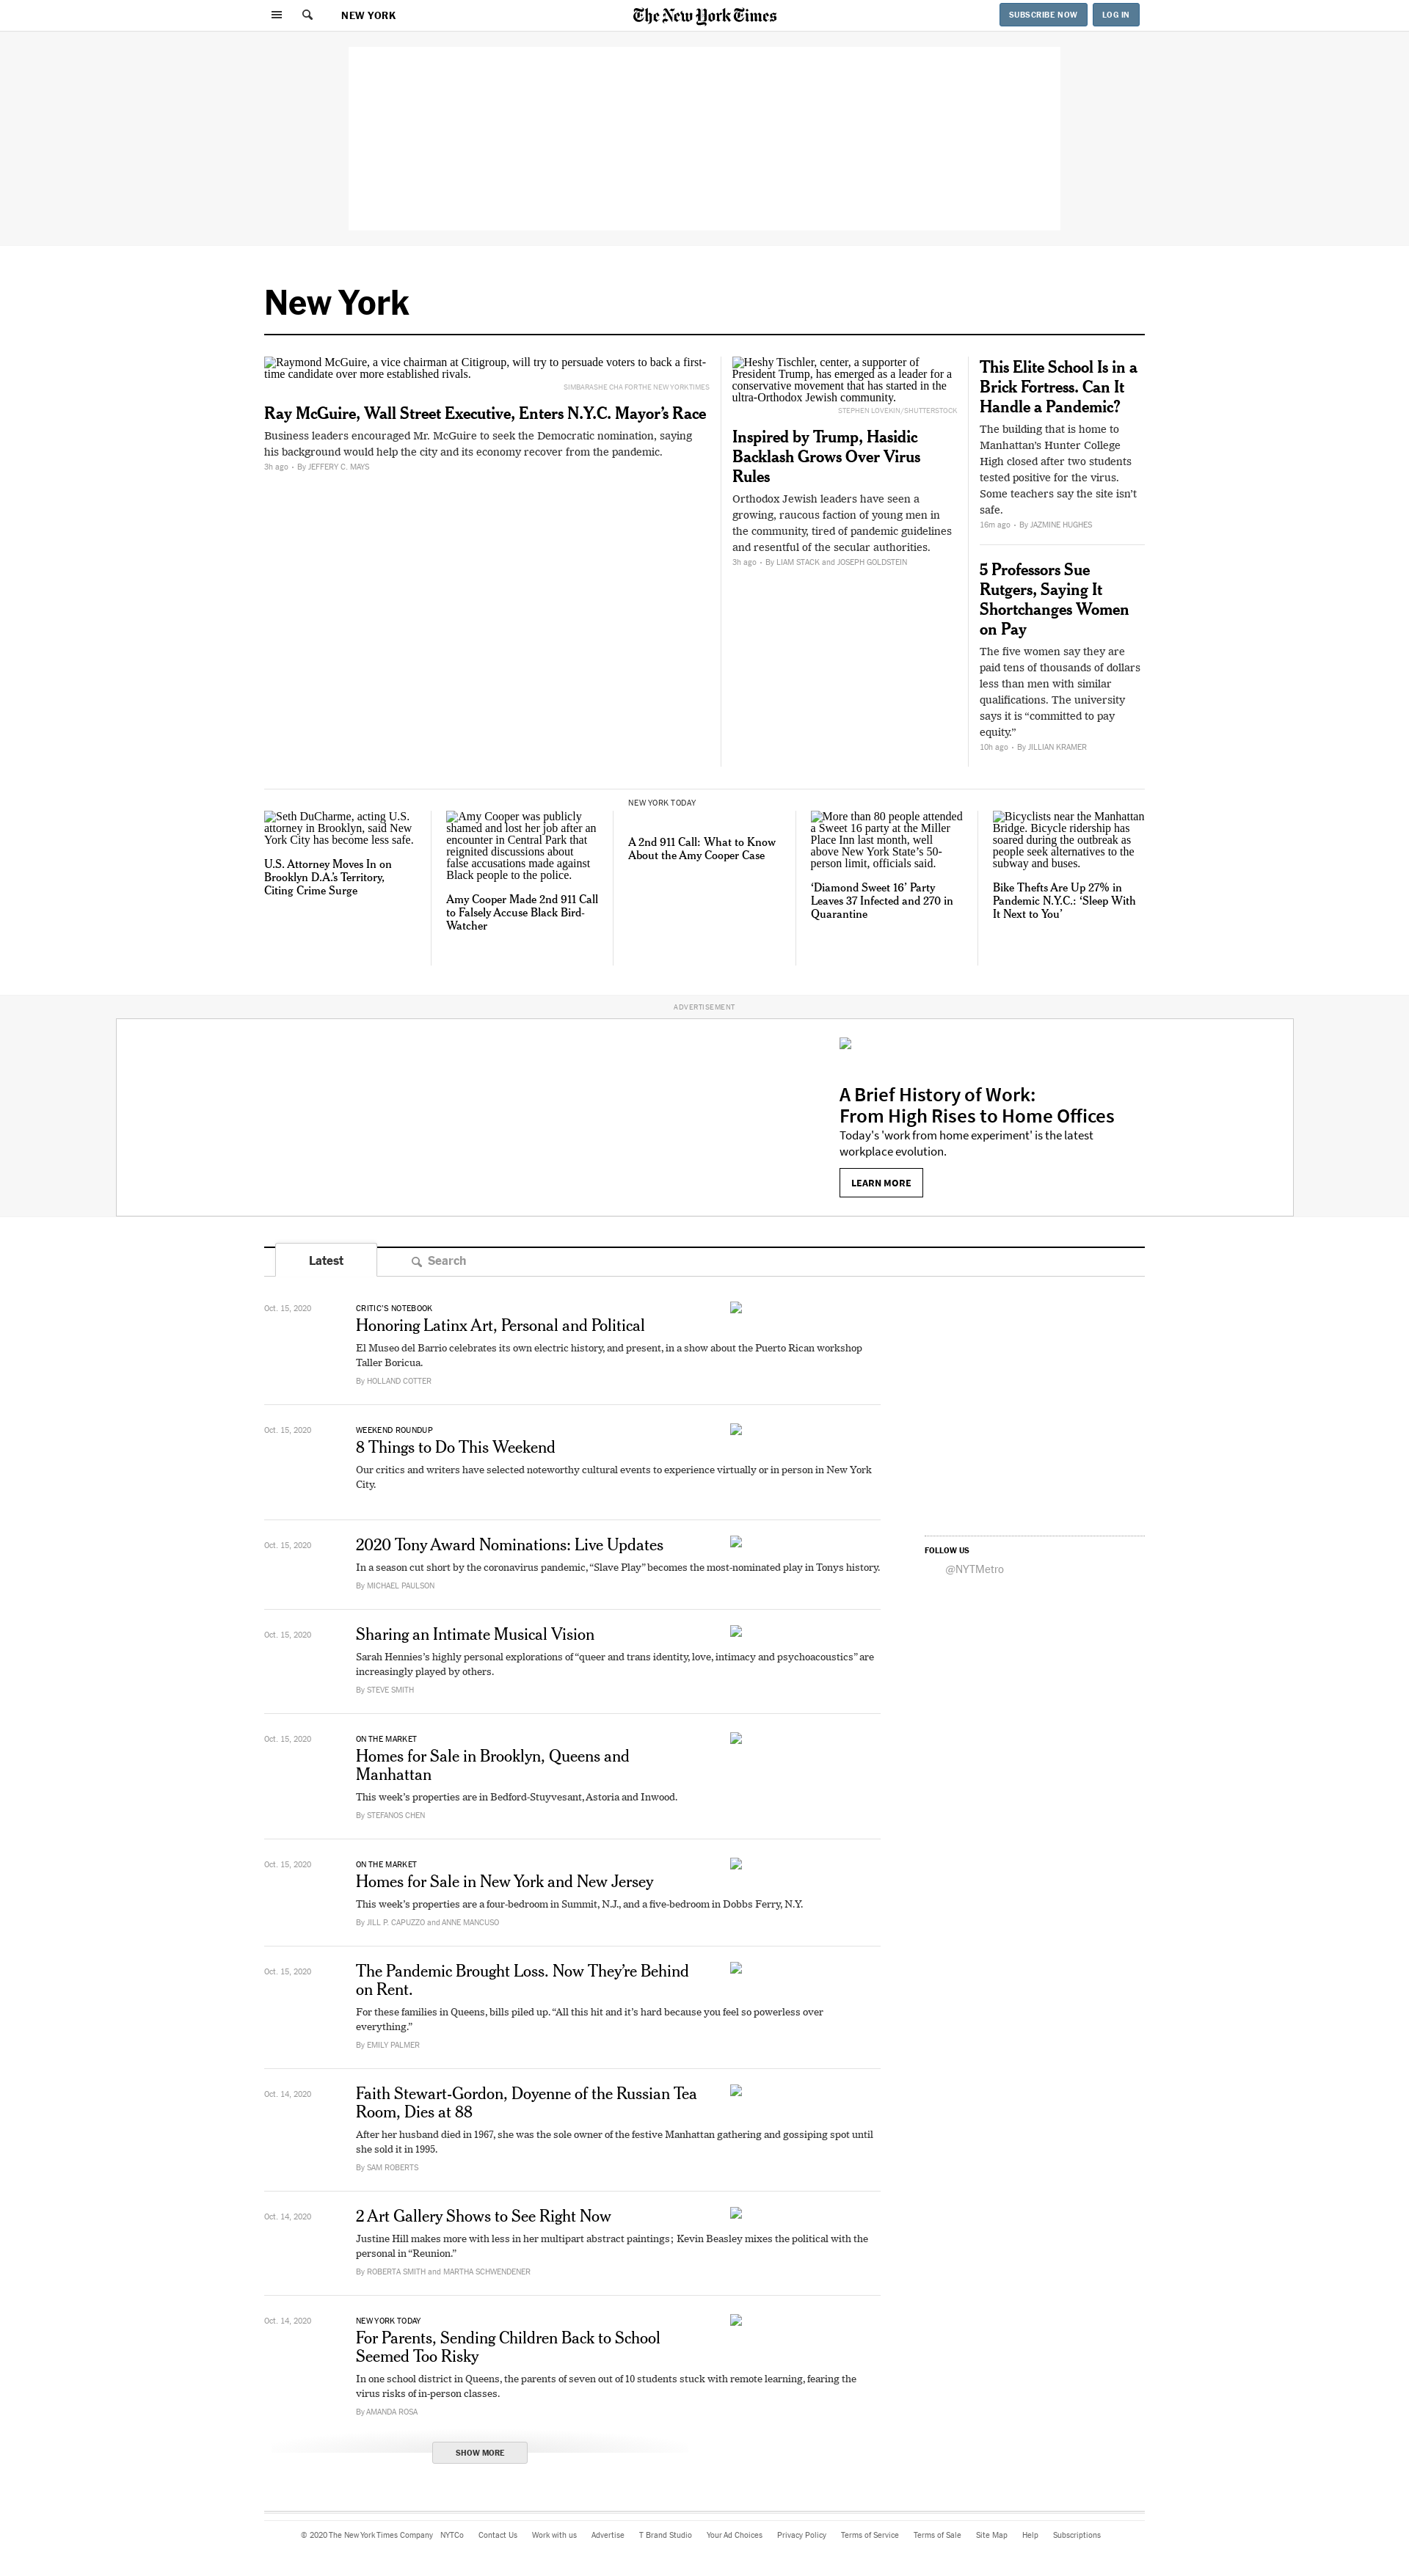 NEW YORK
The New York Times
SUBSCRIBE NOW
LOG IN
New York
Raymond McGuire, a vice chairman at Citigroup, will try to persuade voters to back a first-
time candidate over more established rivals.
SIMBARASHE CHA FOR THE NEW YORK TIMES
Ray McGuire, Wall Street Executive, Enters N.Y.C. Mayor’s Race
Business leaders encouraged Mr. McGuire to seek the Democratic nomination, saying
his background would help the city and its economy recover from the pandemic.
3h ago • By JEFFERY C. MAYS
Heshy Tischler, center, a supporter of
President Trump, has emerged as a leader for a
conservative movement that has started in the
ultra-Orthodox Jewish community.
STEPHEN LOVEKIN/SHUTTERSTOCK
Inspired by Trump, Hasidic
Backlash Grows Over Virus
Rules
Orthodox Jewish leaders have seen a
growing, raucous faction of young men in
the community, tired of pandemic guidelines
and resentful of the secular authorities.
3h ago • By LIAM STACK and JOSEPH GOLDSTEIN
This Elite School Is in a
Brick Fortress. Can It
Handle a Pandemic?
The building that is home to
Manhattan’s Hunter College
High closed after two students
tested positive for the virus.
Some teachers say the site isn’t
safe.
16m ago • By JAZMINE HUGHES
5 Professors Sue
Rutgers, Saying It
Shortchanges Women
on Pay
The five women say they are
paid tens of thousands of dollars
less than men with similar
qualifications. The university
says it is “committed to pay
equity.”
10h ago • By JILLIAN KRAMER
Seth DuCharme, acting U.S.
attorney in Brooklyn, said New
York City has become less safe.
U.S. Attorney Moves In on
Brooklyn D.A.’s Territory,
Citing Crime Surge
Amy Cooper was publicly
shamed and lost her job after an
encounter in Central Park that
reignited discussions about
false accusations made against
Black people to the police.
Amy Cooper Made 2nd 911 Call
to Falsely Accuse Black Bird-
Watcher
NEW YORK TODAY
A 2nd 911 Call: What to Know
About the Amy Cooper Case
More than 80 people attended
a Sweet 16 party at the Miller
Place Inn last month, well
above New York State’s 50-
person limit, officials said.
‘Diamond Sweet 16’ Party
Leaves 37 Infected and 270 in
Quarantine
Bicyclists near the Manhattan
Bridge. Bicycle ridership has
soared during the outbreak as
people seek alternatives to the
subway and buses.
Bike Thefts Are Up 27% in
Pandemic N.Y.C.: ‘Sleep With
It Next to You’
ADVERTISEMENT
A Brief History of Work:
From High Rises to Home Offices
Today's 'work from home experiment' is the latest
workplace evolution.
LEARN MORE
Latest
Search
Oct. 15, 2020
CRITIC’S NOTEBOOK
Honoring Latinx Art, Personal and Political
El Museo del Barrio celebrates its own electric history, and present, in a show about the Puerto Rican workshop
Taller Boricua.
By HOLLAND COTTER
Oct. 15, 2020
WEEKEND ROUNDUP
8 Things to Do This Weekend
Our critics and writers have selected noteworthy cultural events to experience virtually or in person in New York
City.
Oct. 15, 2020
2020 Tony Award Nominations: Live Updates
In a season cut short by the coronavirus pandemic, “Slave Play” becomes the most-nominated play in Tonys history.
By MICHAEL PAULSON
FOLLOW US
@NYTMetro
Oct. 15, 2020
Sharing an Intimate Musical Vision
Sarah Hennies’s highly personal explorations of “queer and trans identity, love, intimacy and psychoacoustics” are
increasingly played by others.
By STEVE SMITH
Oct. 15, 2020
ON THE MARKET
Homes for Sale in Brooklyn, Queens and
Manhattan
This week’s properties are in Bedford-Stuyvesant, Astoria and Inwood.
By STEFANOS CHEN
Oct. 15, 2020
ON THE MARKET
Homes for Sale in New York and New Jersey
This week’s properties are a four-bedroom in Summit, N.J., and a five-bedroom in Dobbs Ferry, N.Y.
By JILL P. CAPUZZO and ANNE MANCUSO
Oct. 15, 2020
The Pandemic Brought Loss. Now They’re Behind
on Rent.
For these families in Queens, bills piled up. “All this hit and it’s hard because you feel so powerless over
everything.”
By EMILY PALMER
Oct. 14, 2020
Faith Stewart-Gordon, Doyenne of the Russian Tea
Room, Dies at 88
After her husband died in 1967, she was the sole owner of the festive Manhattan gathering and gossiping spot until
she sold it in 1995.
By SAM ROBERTS
Oct. 14, 2020
2 Art Gallery Shows to See Right Now
Justine Hill makes more with less in her multipart abstract paintings; Kevin Beasley mixes the political with the
personal in “Reunion.”
By ROBERTA SMITH and MARTHA SCHWENDENER
Oct. 14, 2020
NEW YORK TODAY
For Parents, Sending Children Back to School
Seemed Too Risky
In one school district in Queens, the parents of seven out of 10 students stuck with remote learning, fearing the
virus risks of in-person classes.
By AMANDA ROSA
SHOW MORE
© 2020 The New York Times Company NYTCo Contact Us Work with us Advertise T Brand Studio Your Ad Choices Privacy Policy Terms of Service Terms of Sale Site Map Help Subscriptions